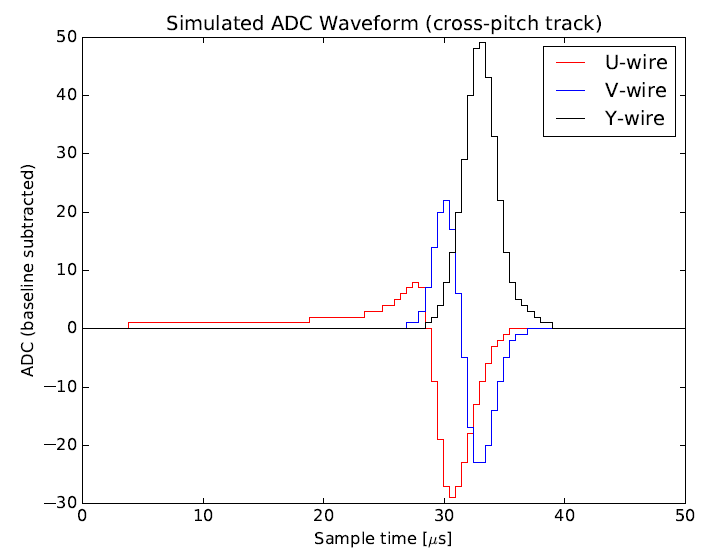 Simulated ADC Waveform (cross-pitch track)
U-wire
V-wire
Y-wire
ADC (baseline subtracted)
50
40
30
20
10
0
−10
−20
−30
0 10 20 30 40 50
Sample time [μs]